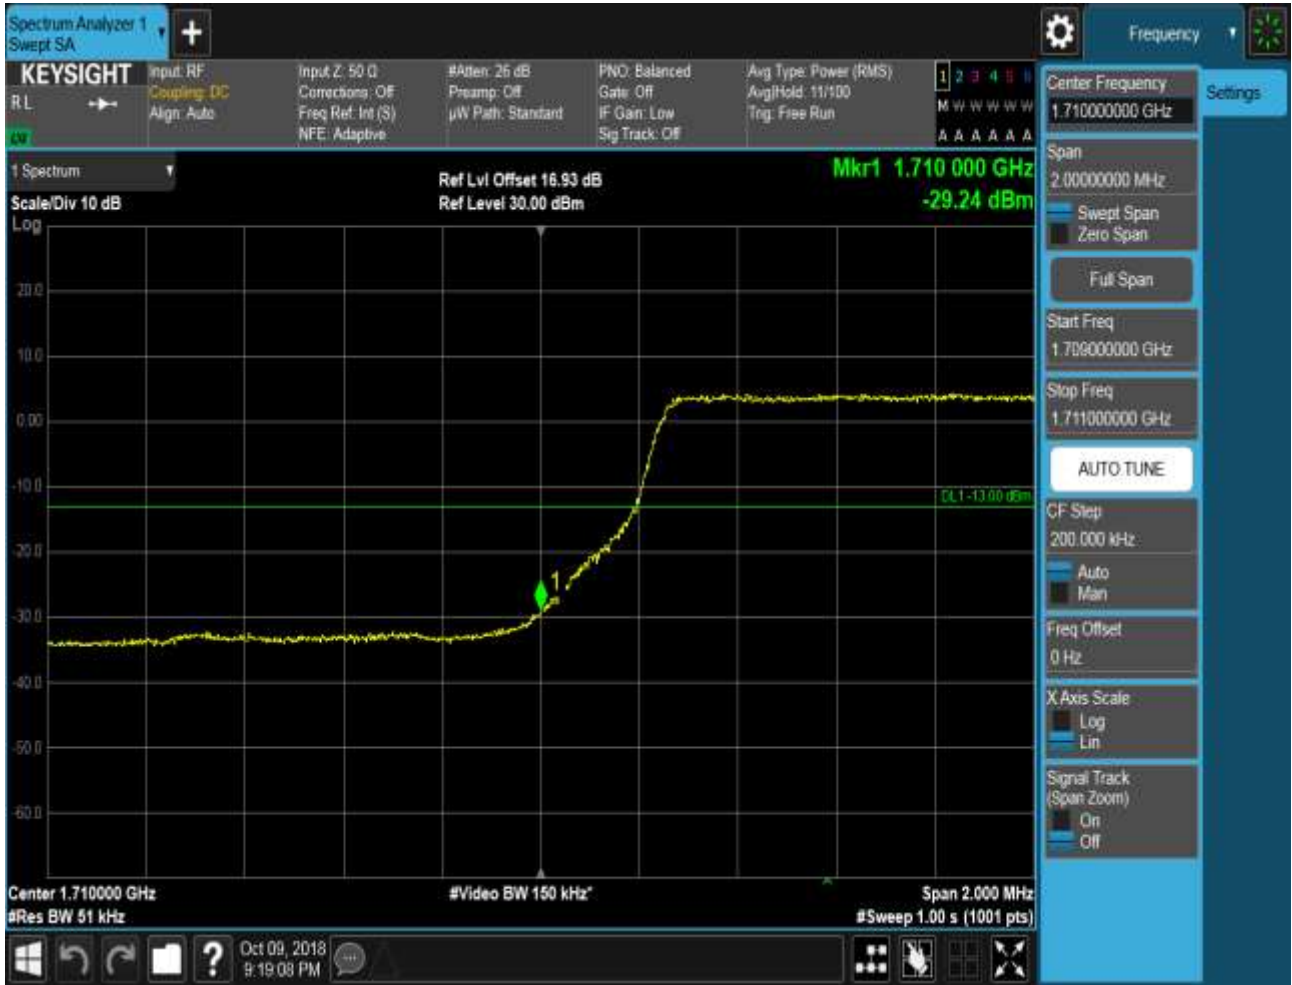 Spectrum Analyzer 1
Swept SA
+
Frequency
KEYSIGHT
R L
Input: RF
Coupling: DC
Align: Auto
Input Z: 50 Ω
Corrections: Off
Freq Ref: Int (S)
NFE: Adaptive
#Atten: 26 dB
Preamp: Off
µW Path: Standard
PNO: Balanced
Gate: Off
IF Gain: Low
Sig Track: Off
Avg Type: Power (RMS)
Avg|Hold: 11/100
Trig: Free Run
1 2 3 4 5 6
M W W W W W
A A A A A A
1 Spectrum
Scale/Div 10 dB
Log
Ref Lvl Offset 16.93 dB
Ref Level 30.00 dBm
Mkr1 1.710 000 GHz
-29.24 dBm
20.0
10.0
0.00
-10.0
-20.0
-30.0
-40.0
-50.0
-60.0
DL1 -13.00 dBm
1
Center 1.710000 GHz
#Res BW 51 kHz
#Video BW 150 kHz*
Span 2.000 MHz
#Sweep 1.00 s (1001 pts)
?
Oct 09, 2018
9:19:08 PM
Center Frequency
1.710000000 GHz
Settings
Span
2.00000000 MHz
Swept Span
Zero Span
Full Span
Start Freq
1.709000000 GHz
Stop Freq
1.711000000 GHz
AUTO TUNE
CF Step
200.000 kHz
Auto
Man
Freq Offset
0 Hz
X Axis Scale
Log
Lin
Signal Track
(Span Zoom)
On
Off